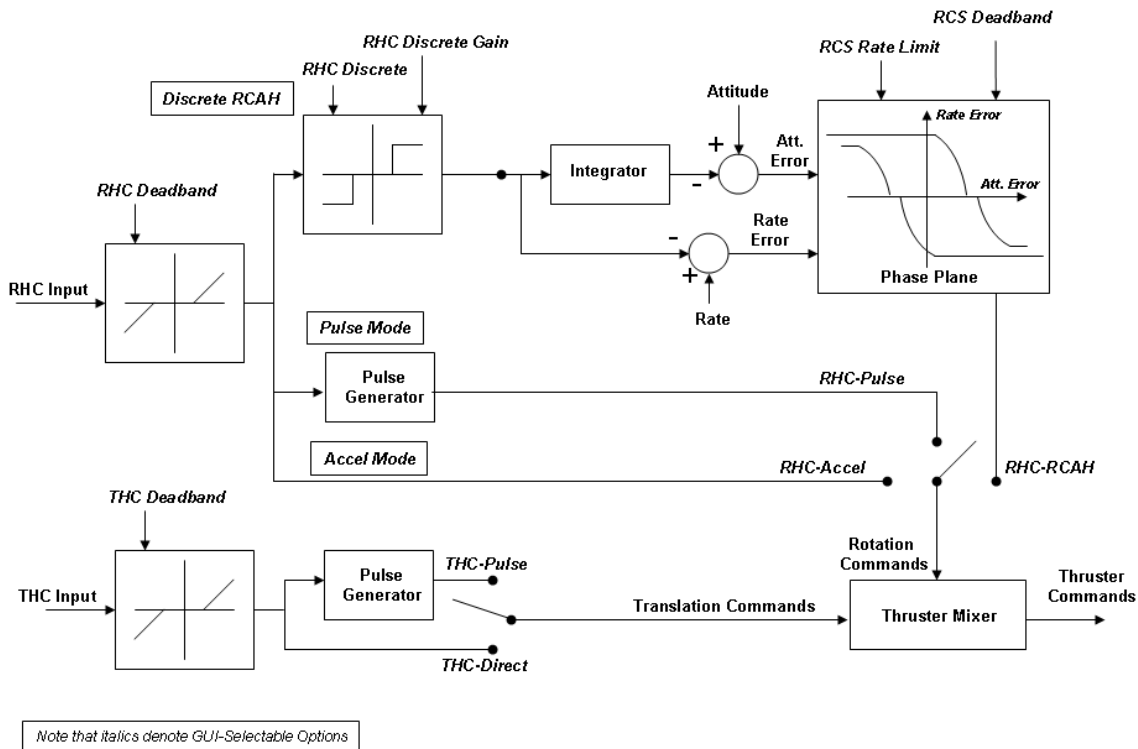 RCS Deadband
RHC Discrete Gain
RCS Rate Limit
RHC Discrete
Discrete RCAH
Attitude
Rate Error
+
Att.
Error
Integrator
-
Att. Error
RHC Deadband
-
Rate
Error
+
Phase Plane
RHC Input
Rate
Pulse Mode
Pulse
Generator
RHC-Pulse
Accel Mode
RHC-Accel
RHC-RCAH
THC Deadband
Rotation
Commands
THC-Pulse
Pulse
Generator
Thruster
Commands
THC Input
Translation Commands
Thruster Mixer
THC-Direct
Note that italics denote GUI-Selectable Options